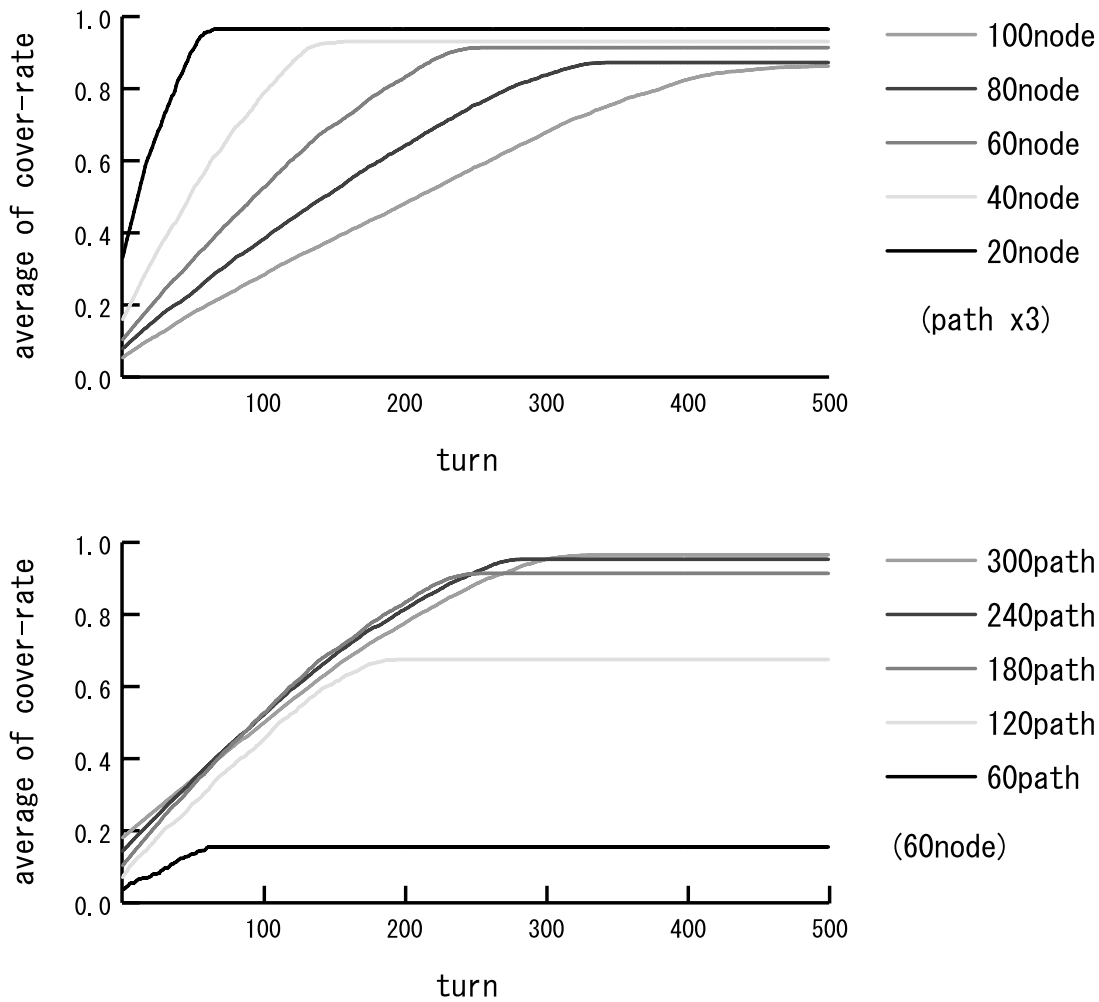 average of cover-rate
1.0
0.8
0.6
0.4
0.2
0.0
100 200 300 400 500
turn
100node
80node
60node
40node
20node
(path x3)
average of cover-rate
1.0
0.8
0.6
0.4
0.2
0.0
100 200 300 400 500
turn
300path
240path
180path
120path
60path
(60node)